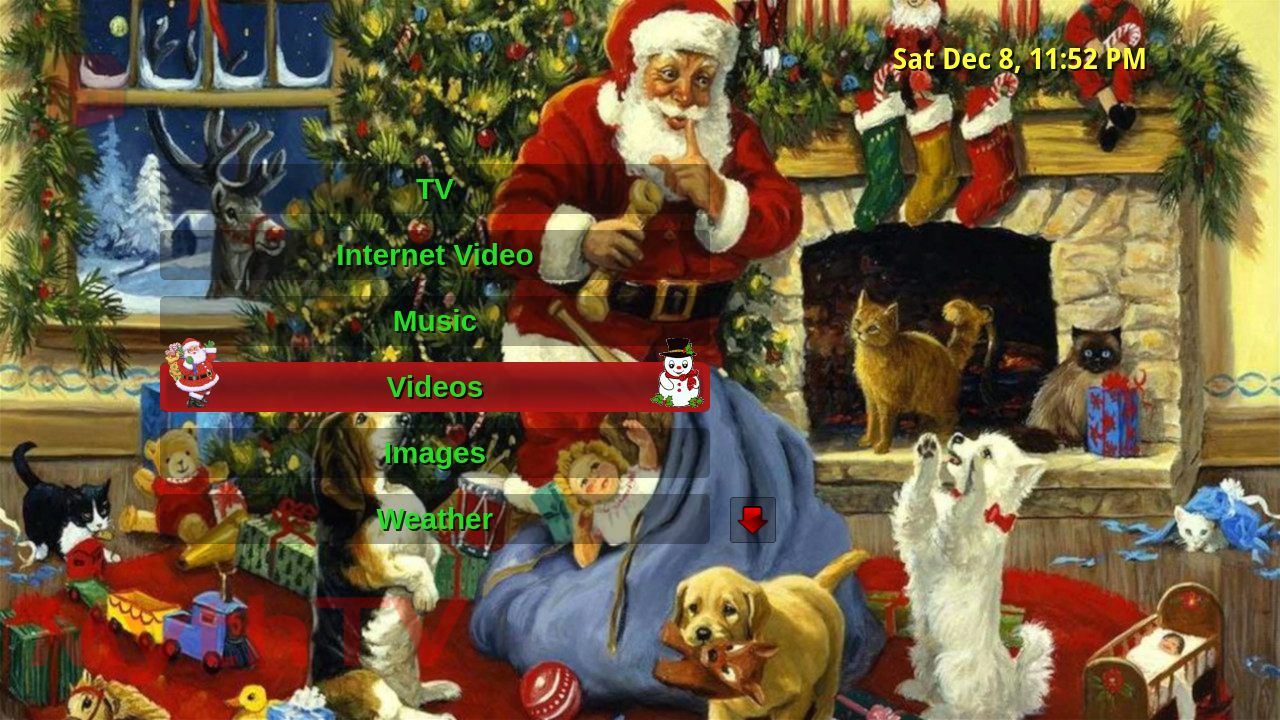 Sat Dec 8, 11:52 PM
TV
Internet Video
Music
Videos
Images
Weather